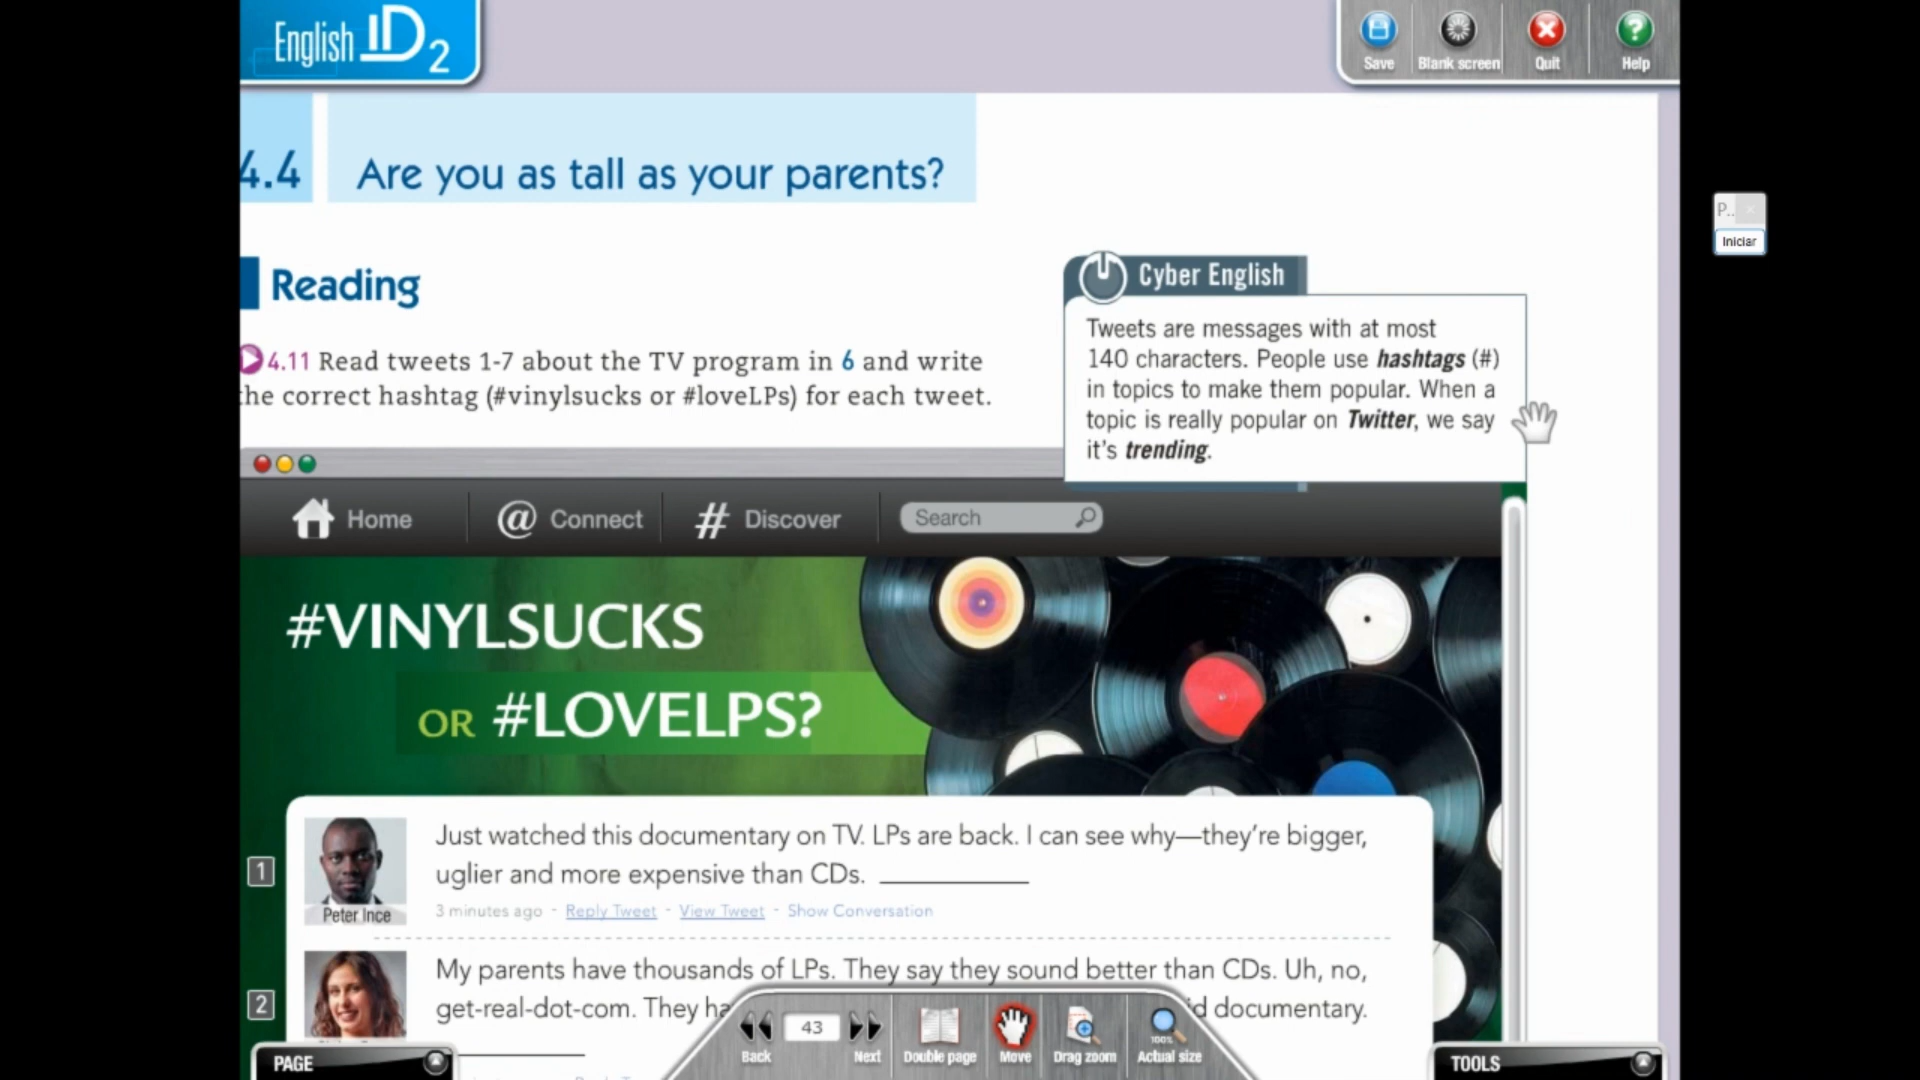 English ID 2
Save
Blank screen
Quit
Help
4.4
Are you as tall as your parents?
P..
Iniciar
Reading
Cyber English
Tweets are messages with at most
140 characters. People use hashtags (#)
in topics to make them popular. When a
topic is really popular on Twitter, we say
it's trending.
4.11 Read tweets 1-7 about the TV program in 6 and write
the correct hashtag (#vinylsucks or #loveLPs) for each tweet.
Home
@ Connect
# Discover
Search
#VINYLSUCKS
OR #LOVELPS?
1
Peter Ince
Just watched this documentary on TV. LPs are back. I can see why—they're bigger,
uglier and more expensive than CDs. ____________
3 minutes ago - Reply Tweet - View Tweet - Show Conversation
2
My parents have thousands of LPs. They say they sound better than CDs. Uh, no,
get-real-dot-com. They documentary.
Back
43
Next
Double page
Move
Drag zoom
100%
Actual size
PAGE
TOOLS